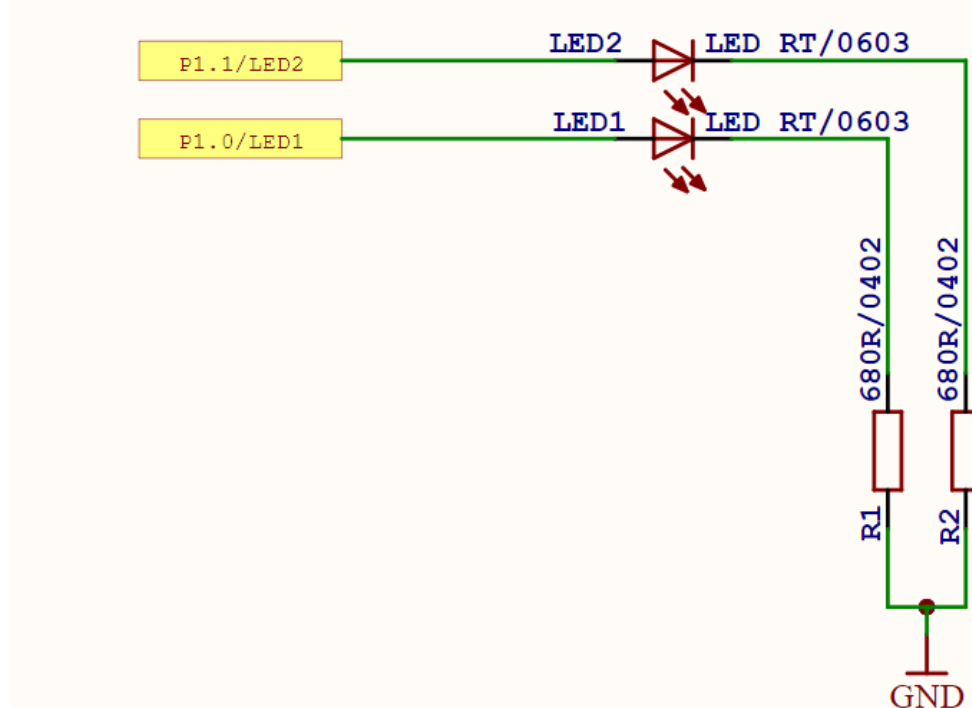 LED2 LED RT/0603
P1.1/LED2
LED1 LED RT/0603
P1.0/LED1
680R/0402
680R/0402
R1
R2
GND